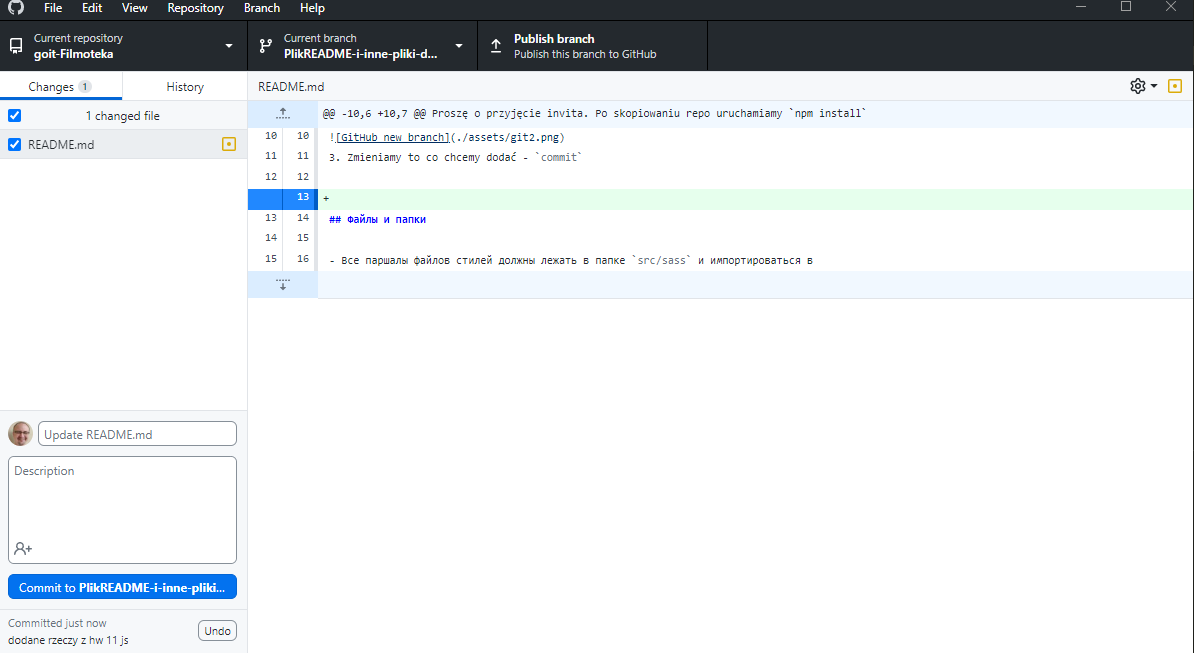 File Edit View Repository Branch Help
Current repository
goit-Filmoteka
Current branch
PlikREADME-i-inne-pliki-d...
Publish branch
Publish this branch to GitHub
Changes 1
History
README.md
1 changed file
README.md
@@ -10,6 +10,7 @@ Proszę o przyjęcie invita. Po skopiowaniu repo uruchamiamy `npm install`
10 10 ![GitHub new branch](./assets/git2.png)
11 11 3. Zmieniamy to co chcemy dodać - `commit`
12 12
13 +
13 14 ## Файлы и папки
14 15
15 16 - Все паршалы файлов стилей должны лежать в папке `src/sass` и импортироваться в
Update README.md
Description
Commit to PlikREADME-i-inne-pliki...
Committed just now
dodane rzeczy z hw 11 js
Undo